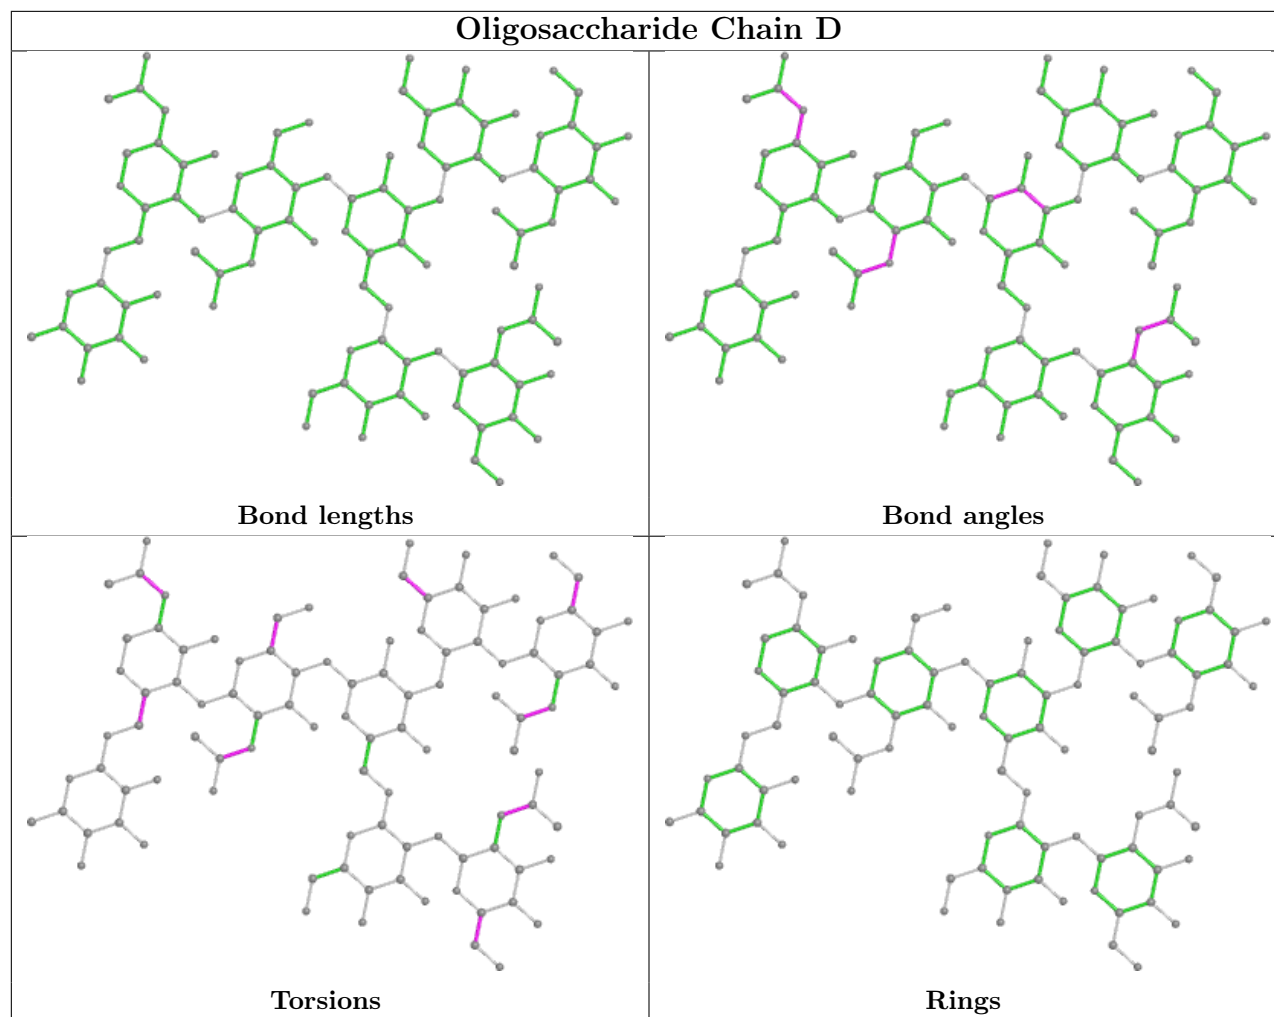 Oligosaccharide Chain D
Bond lengths
Bond angles
Torsions
Rings